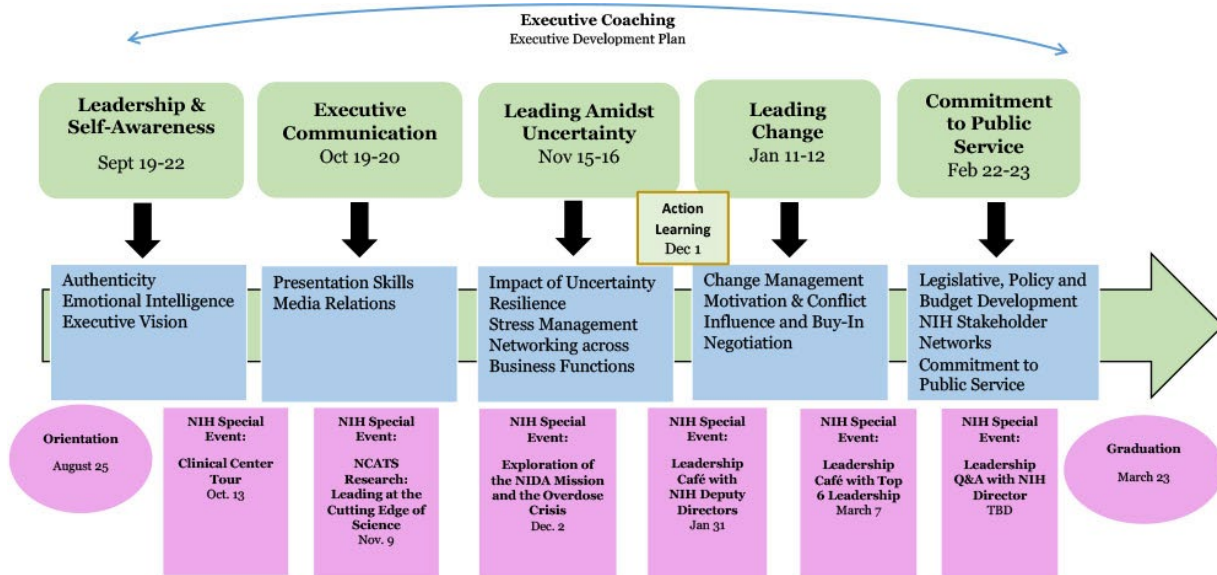 Executive Coaching
Executive Development Plan
Leadership &
Self-Awareness
Sept 19-22
Executive
Communication
Oct 19-20
Leading Amidst
Uncertainty
Nov 15-16
Leading
Change
Jan 11-12
Commitment
to Public
Service
Feb 22-23
Action
Learning
Dec 1
Authenticity
Emotional Intelligence
Executive Vision
Presentation Skills
Media Relations
Impact of Uncertainty
Resilience
Stress Management
Networking across
Business Functions
Change Management
Motivation & Conflict
Influence and Buy-In
Negotiation
Legislative, Policy and
Budget Development
NIH Stakeholder
Networks
Commitment to
Public Service
Orientation
August 25
NIH Special
Event:
Clinical Center
Tour
Oct. 13
NIH Special
Event:
NCATS
Research:
Leading at the
Cutting Edge of
Science
Nov. 9
NIH Special
Event:
Exploration of
the NIDA Mission
and the Overdose
Crisis
Dec. 2
NIH Special
Event:
Leadership
Café with
NIH Deputy
Directors
Jan 31
NIH Special
Event:
Leadership
Café with Top
6 Leadership
March 7
NIH Special
Event:
Leadership
Q&A with NIH
Director
TBD
Graduation
March 23